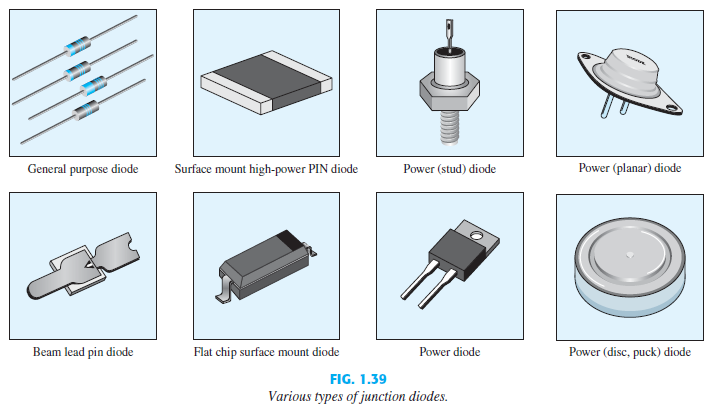 General purpose diode
Surface mount high-power PIN diode
Power (stud) diode
Power (planar) diode
Beam lead pin diode
Flat chip surface mount diode
Power diode
Power (disc, puck) diode
FIG. 1.39
Various types of junction diodes.